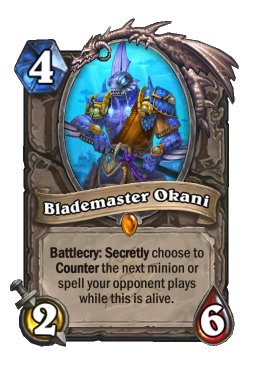 4
Blademaster Okani
Battlecry: Secretly choose to
Counter the next minion or
spell your opponent plays
while this is alive.
2
6